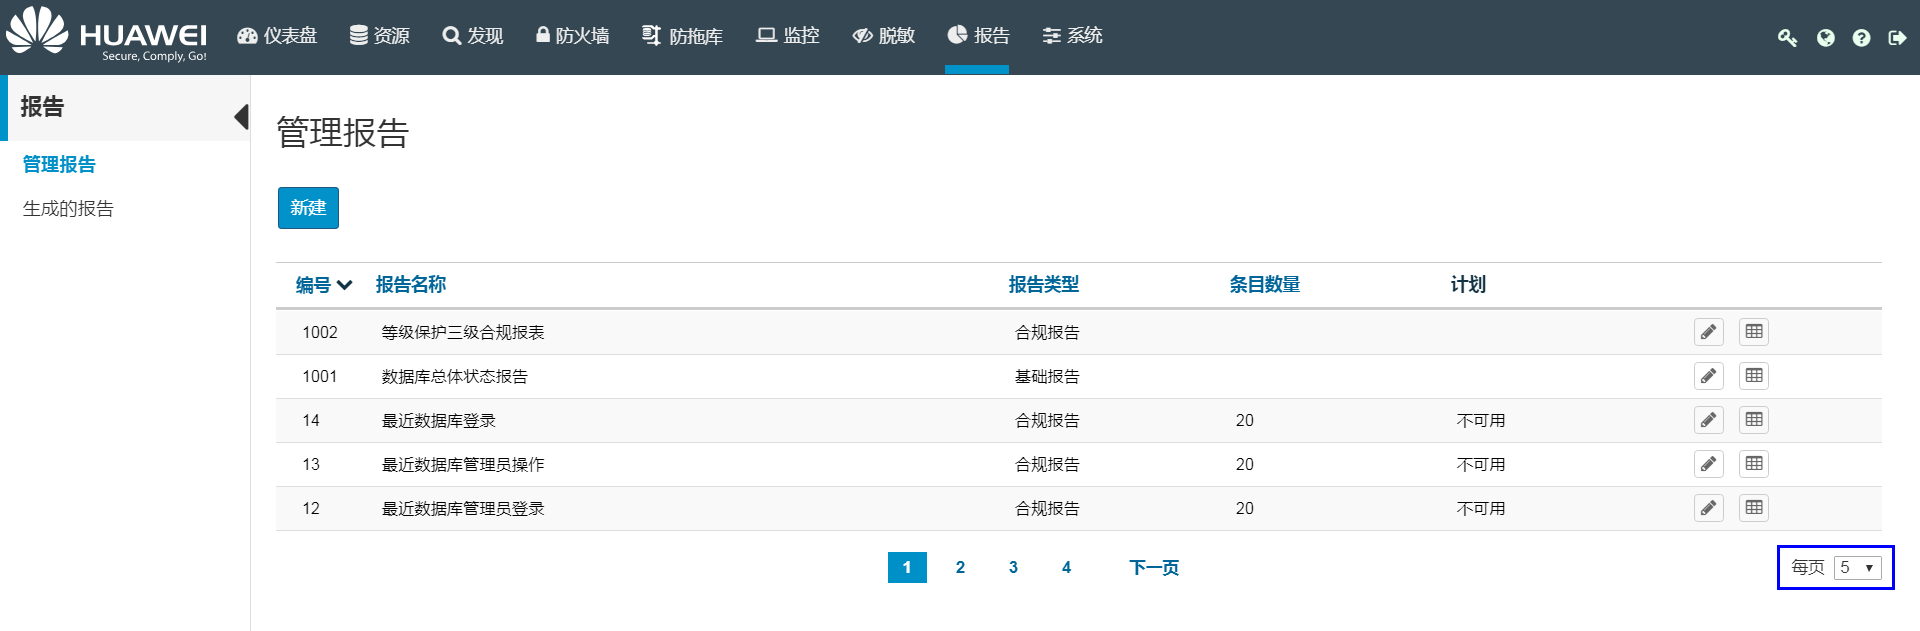 HUAWEI
Secure, Comply, Go!
仪表盘 资源 发现 防火墙 防拖库 监控 脱敏 报告 系统
报告
管理报告
生成的报告
管理报告
新建
编号 报告名称 报告类型 条目数量 计划
1002 等级保护三级合规报表 合规报告
1001 数据库总体状态报告 基础报告
14 最近数据库登录 合规报告 20 不可用
13 最近数据库管理员操作 合规报告 20 不可用
12 最近数据库管理员登录 合规报告 20 不可用
1 2 3 4 下一页
每页 5